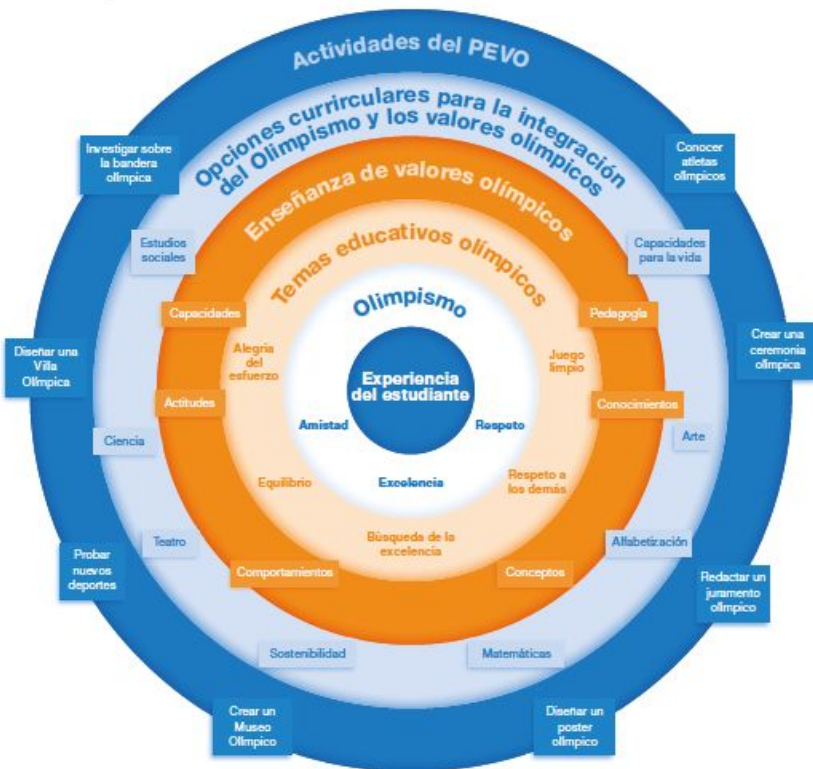 Actividades del PEVO
Opciones currirculares para la integración
del Olimpismo y los valores olímpicos
Enseñanza de valores olímpicos
Temas educativos olímpicos
Olimpismo
Experiencia
del estudiante
Amistad
Respeto
Excelencia
Alegría
del
esfuerzo
Juego
limpio
Equilibrio
Respeto a
los demás
Búsqueda de la
excelencia
Capacidades
Pedagogía
Actitudes
Conocimientos
Comportamientos
Conceptos
Estudios
sociales
Capacidades
para la vida
Ciencia
Arte
Teatro
Alfabetización
Sostenibilidad
Matemáticas
Investigar sobre
la bandera
olímpica
Conocer
atletas
olímpicos
Diseñar una
Villa
Olímpica
Crear una
ceremonia
olímpica
Probar
nuevos
deportes
Redactar un
juramento
olímpico
Crear un
Museo
Olímpico
Diseñar un
poster
olímpico